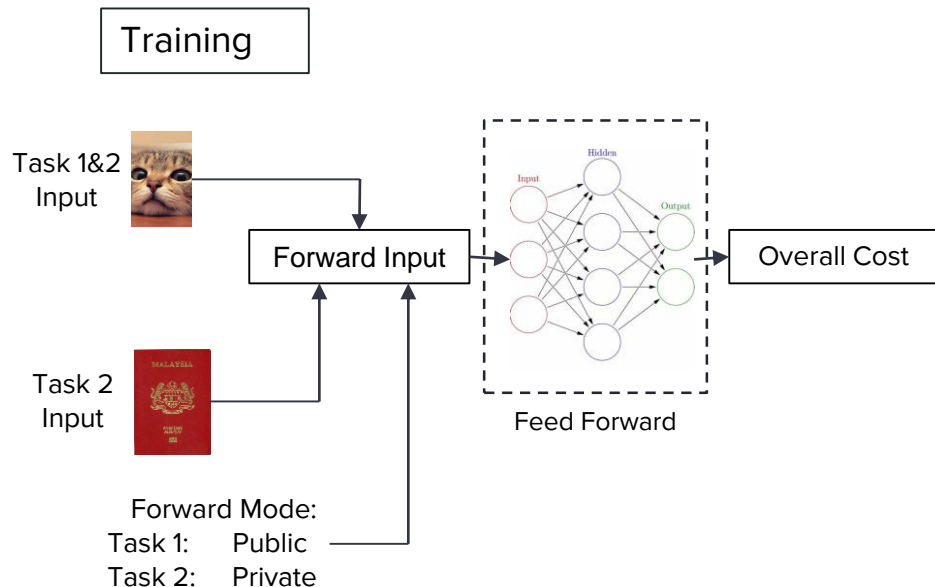 Training
Task 1&2
Input
Forward Input
Input
Hidden
Output
Overall Cost
MALAYSIA
Task 2
Input
Feed Forward
Forward Mode:
Task 1: Public
Task 2: Private